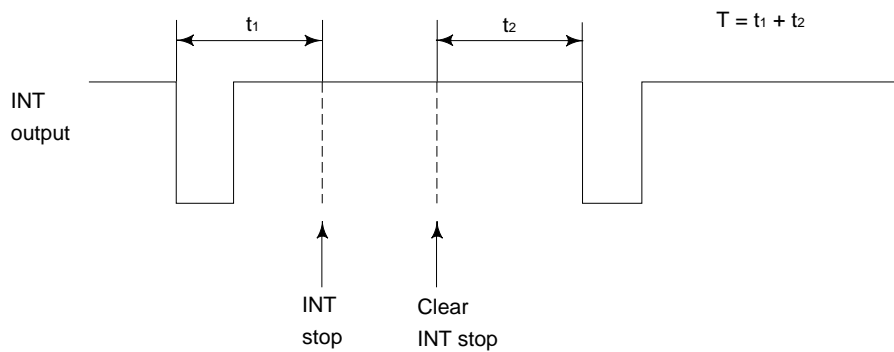 t1
t2
T = t1 + t2
INT
output
INT
stop
Clear
INT stop